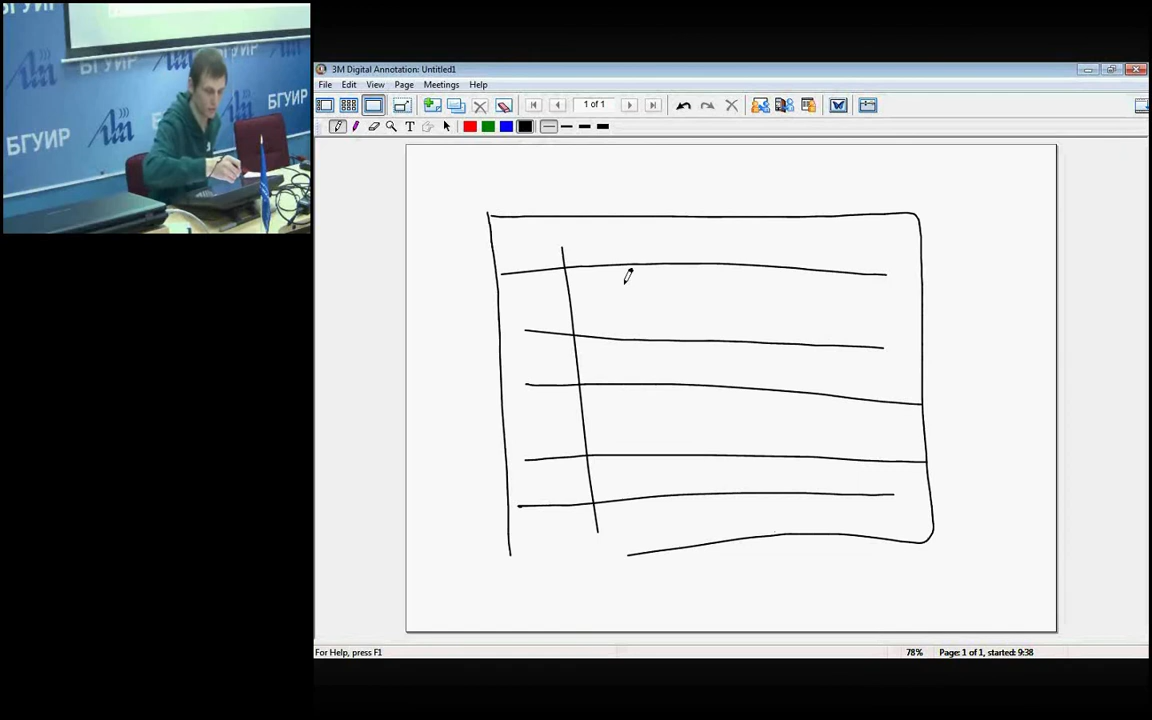 БГУИР
БГУИР
БГУИР
БГУИР
3M Digital Annotation: Untitled1
File Edit View Page Meetings Help
1 of 1
T
For Help, press F1
78% Page: 1 of 1, started: 9:38